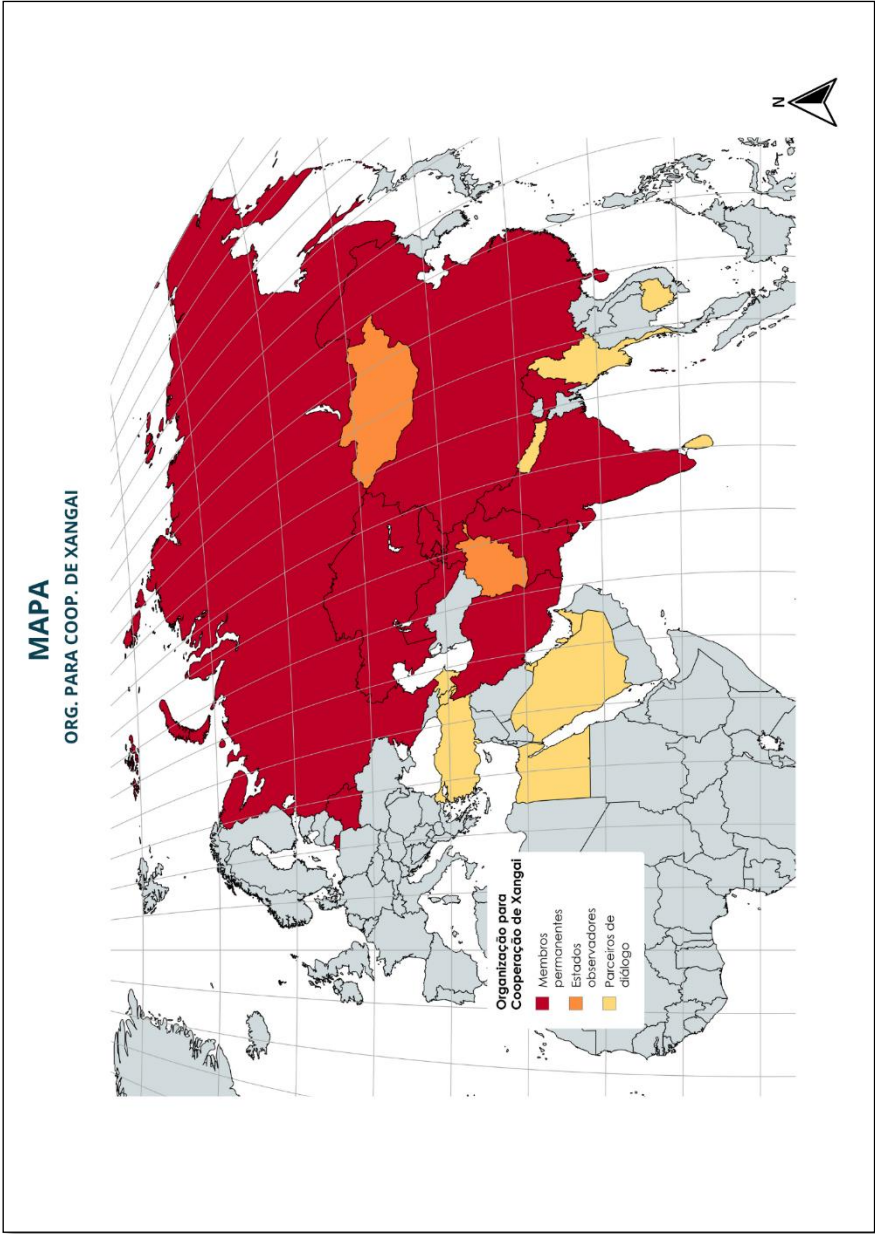 MAPA
ORG. PARA COOP. DE XANGAI
N
Organização para
Cooperação de Xangai
Membros
permanentes
Estados
observadores
Parceiros de
diálogo